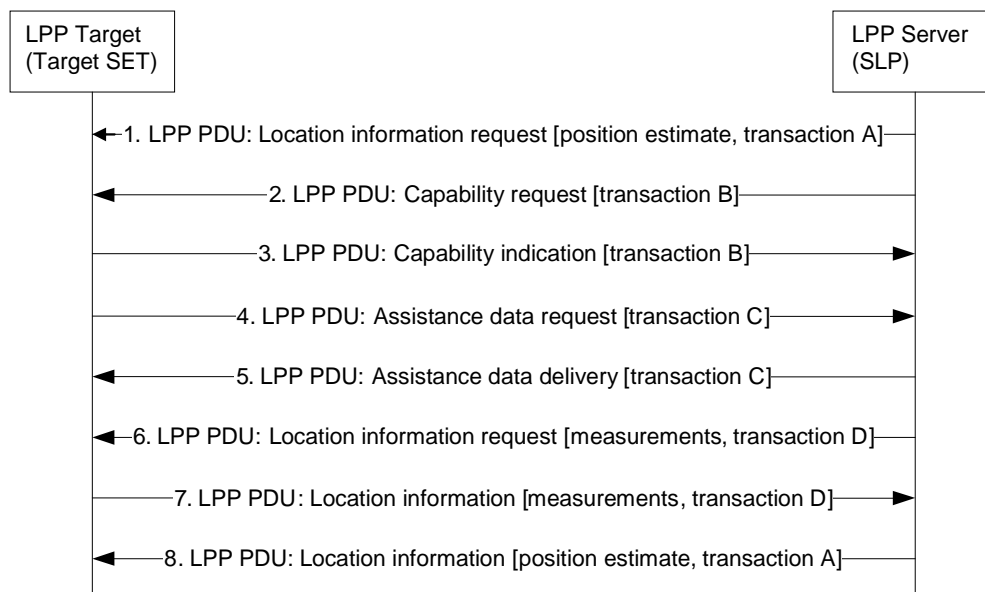 LPP Target
(Target SET)
LPP Server
(SLP)
1. LPP PDU: Location information request [position estimate, transaction A]
2. LPP PDU: Capability request [transaction B]
3. LPP PDU: Capability indication [transaction B]
4. LPP PDU: Assistance data request [transaction C]
5. LPP PDU: Assistance data delivery [transaction C]
6. LPP PDU: Location information request [measurements, transaction D]
7. LPP PDU: Location information [measurements, transaction D]
8. LPP PDU: Location information [position estimate, transaction A]